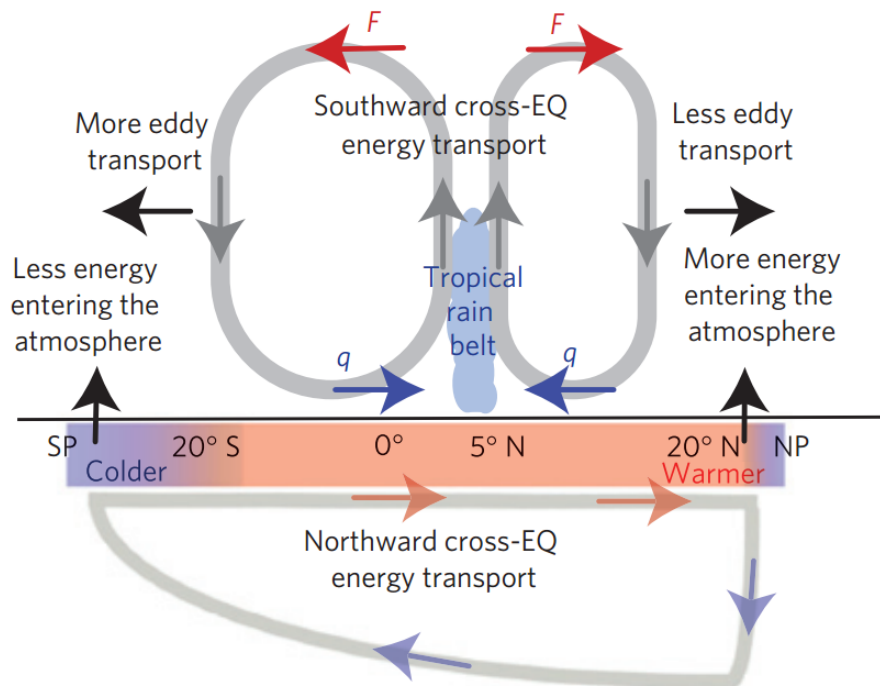 F
F
Southward cross-EQ
energy transport
More eddy
transport
Less eddy
transport
Less energy
entering the
atmosphere
Tropical
rain
belt
More energy
entering the
atmosphere
q
q
SP
20° S
0°
5° N
20° N
NP
Colder
Warmer
Northward cross-EQ
energy transport